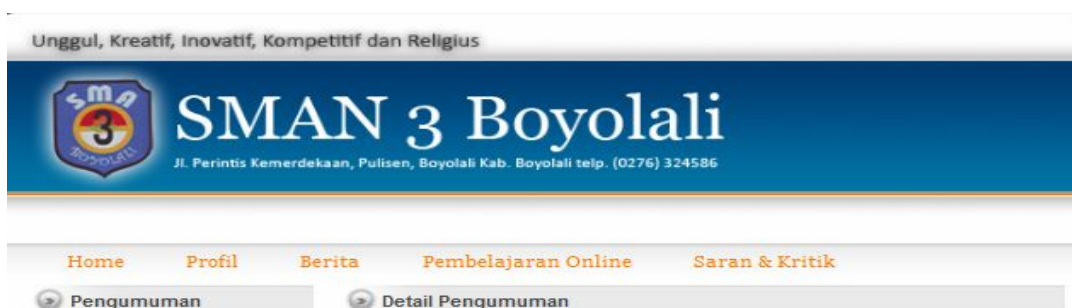 Unggul, Kreatif, Inovatif, Kompetitif dan Religius
SMA
3
BOYOLALI
SMAN 3 Boyolali
Jl. Perintis Kemerdekaan, Pulisen, Boyolali Kab. Boyolali telp. (0276) 324586
Home Profil Berita Pembelajaran Online Saran & Kritik
Pengumuman Detail Pengumuman